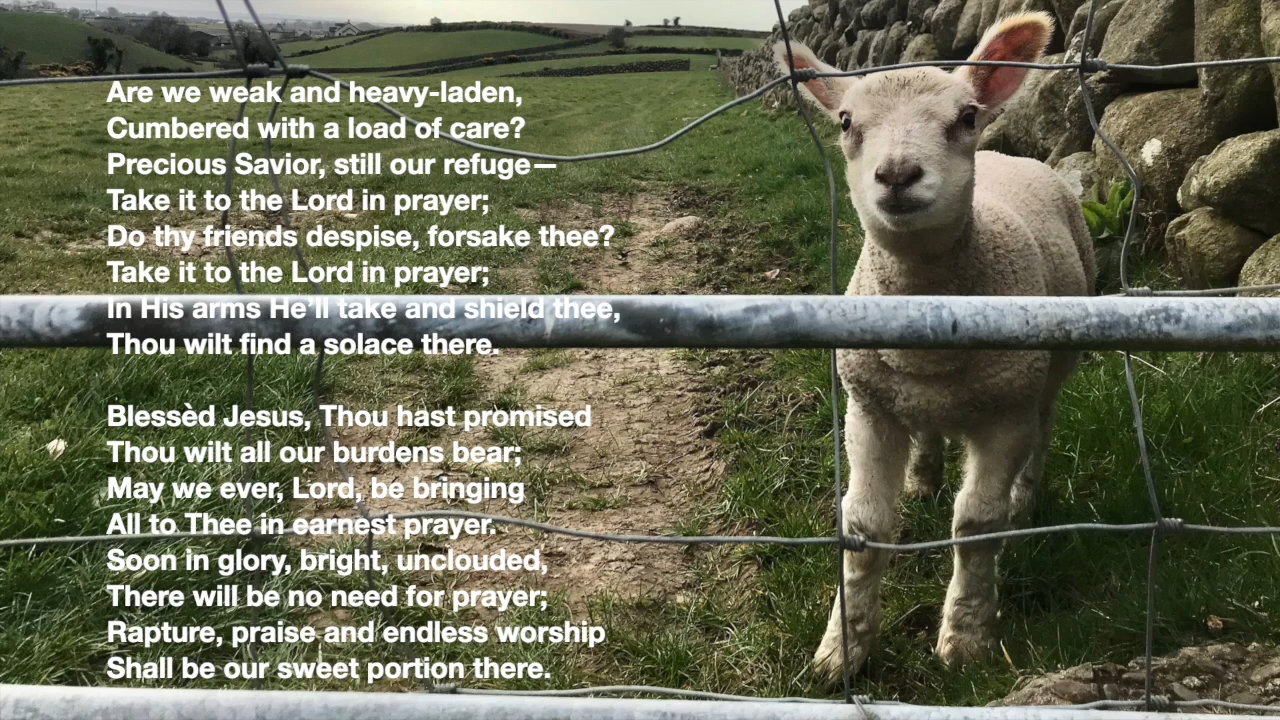 Are we weak and heavy-laden,
Cumbered with a load of care?
Precious Savior, still our refuge—
Take it to the Lord in prayer;
Do thy friends despise, forsake thee?
Take it to the Lord in prayer;
In His arms He’ll take and shield thee,
Thou wilt find a solace there.

Blessèd Jesus, Thou hast promised
Thou wilt all our burdens bear;
May we ever, Lord, be bringing
All to Thee in earnest prayer.
Soon in glory, bright, unclouded,
There will be no need for prayer;
Rapture, praise and endless worship
Shall be our sweet portion there.